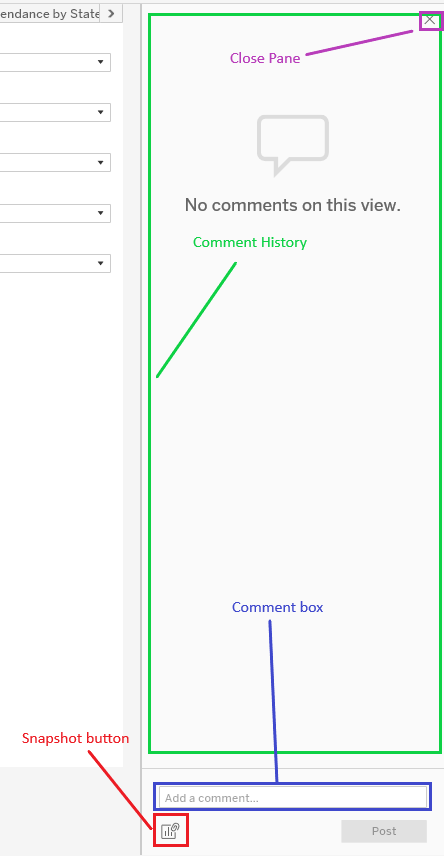 endance by State
Close Pane
No comments on this view.
Comment History
Comment box
Snapshot button
Add a comment...
Post